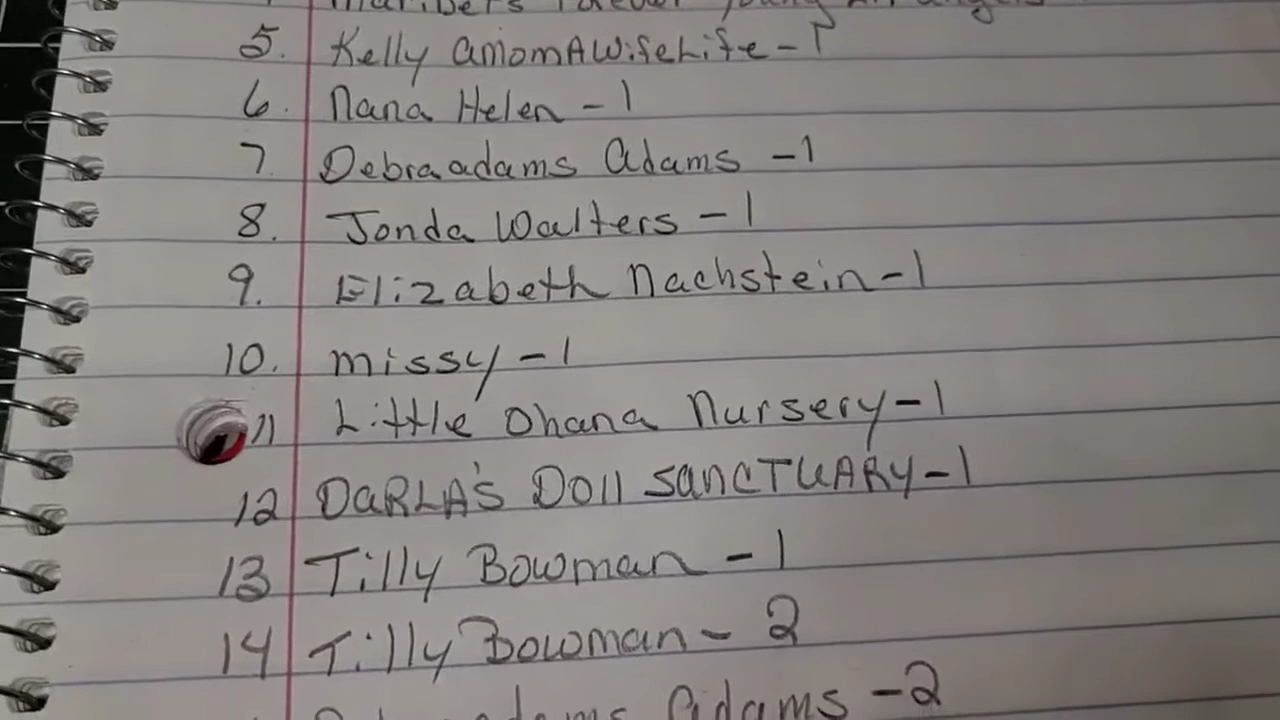 5. Kelly amomAWifeLife - 1
6. Nana Helen - 1
7. Debraadams Adams - 1
8. Jonda Walters - 1
9. Elizabeth Nachstein - 1
10. missy - 1
11 Little Ohana Nursery - 1
12 DaRLA'S Doll SanCTUARY - 1
13 Tilly Bowman - 1
14 Tilly Bowman - 2
Adams - 2